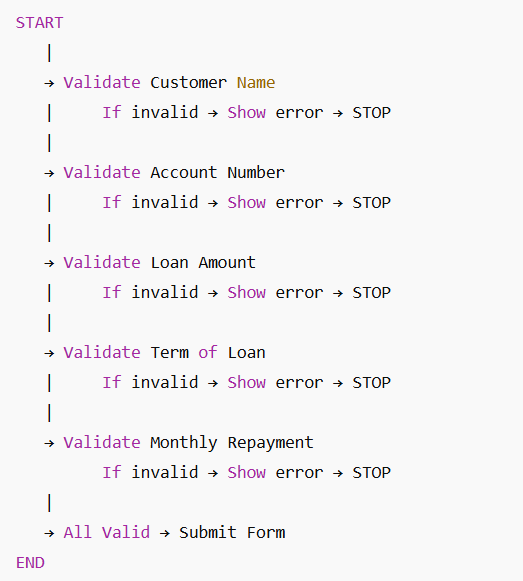 START
|
→ Validate Customer Name
| If invalid → Show error → STOP
|
→ Validate Account Number
| If invalid → Show error → STOP
|
→ Validate Loan Amount
| If invalid → Show error → STOP
|
→ Validate Term of Loan
| If invalid → Show error → STOP
|
→ Validate Monthly Repayment
If invalid → Show error → STOP
|
→ All Valid → Submit Form
END